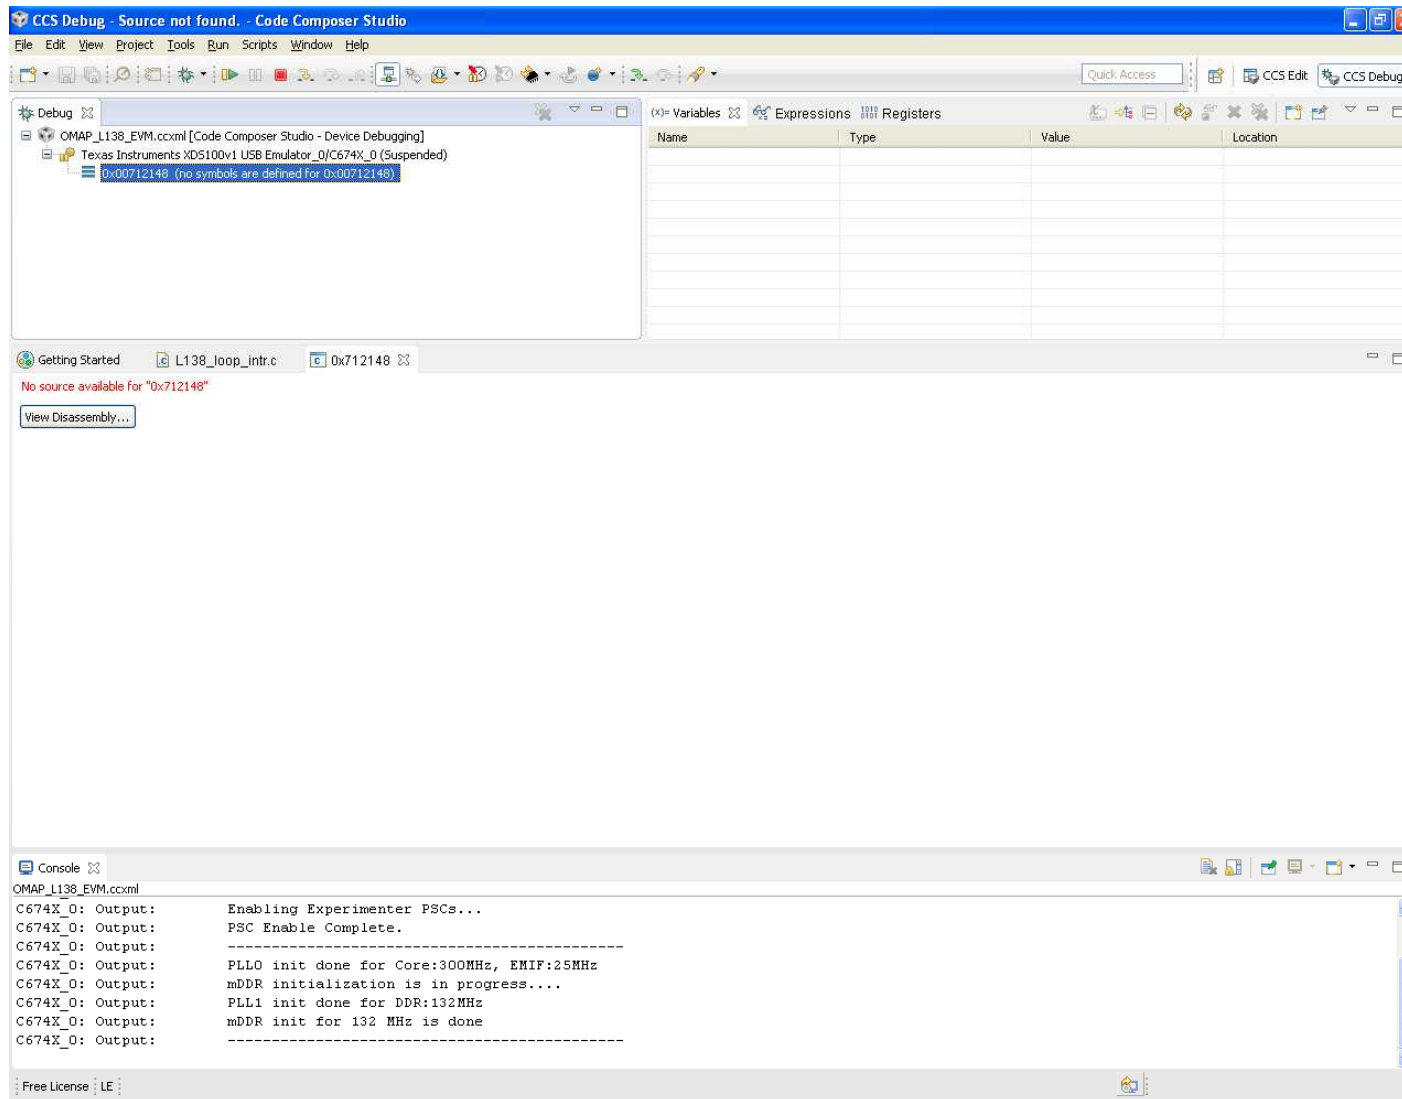 CCS Debug - Source not found. - Code Composer Studio
File Edit View Project Tools Run Scripts Window Help
Quick Access CCS Edit CCS Debug
Debug
OMAP_L138_EVM.ccxml [Code Composer Studio - Device Debugging]
Texas Instruments XDS100v1 USB Emulator_0/C674X_0 (Suspended)
0x00712148 (no symbols are defined for 0x00712148)
(x)= Variables Expressions Registers
Name Type Value Location
Getting Started L138_loop_intr.c 0x712148
No source available for "0x712148"
View Disassembly...
Console
OMAP_L138_EVM.ccxml
C674X_0: Output: Enabling Experimenter PSCs...
C674X_0: Output: PSC Enable Complete.
C674X_0: Output: ---------------------------------------------
C674X_0: Output: PLL0 init done for Core:300MHz, EMIF:25MHz
C674X_0: Output: mDDR initialization is in progress....
C674X_0: Output: PLL1 init done for DDR:132MHz
C674X_0: Output: mDDR init for 132 MHz is done
C674X_0: Output: ---------------------------------------------
Free License LE